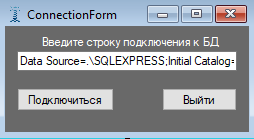 ConnectionForm
Введите строку подключения к БД
Data Source=.\SQLEXPRESS;Initial Catalog=
Подключиться
Выйти